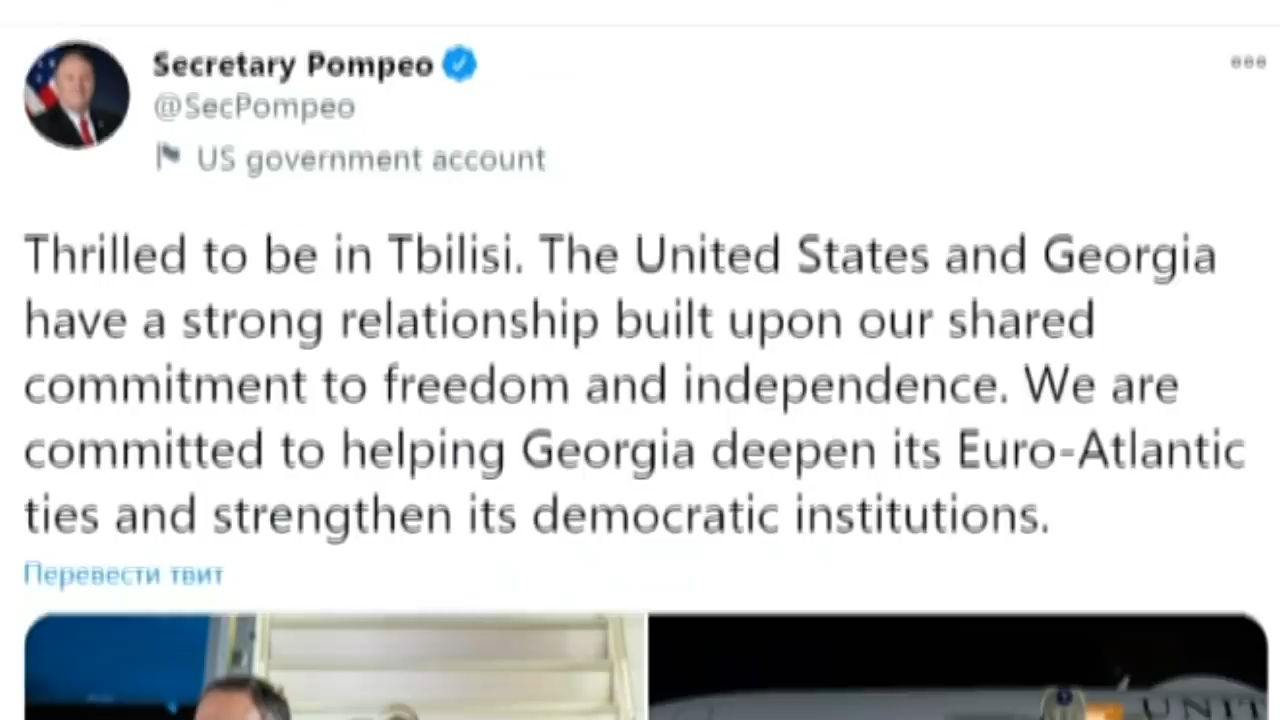 Secretary Pompeo
@SecPompeo
US government account
Thrilled to be in Tbilisi. The United States and Georgia
have a strong relationship built upon our shared
commitment to freedom and independence. We are
committed to helping Georgia deepen its Euro-Atlantic
ties and strengthen its democratic institutions.
Перевести твит
UNIT